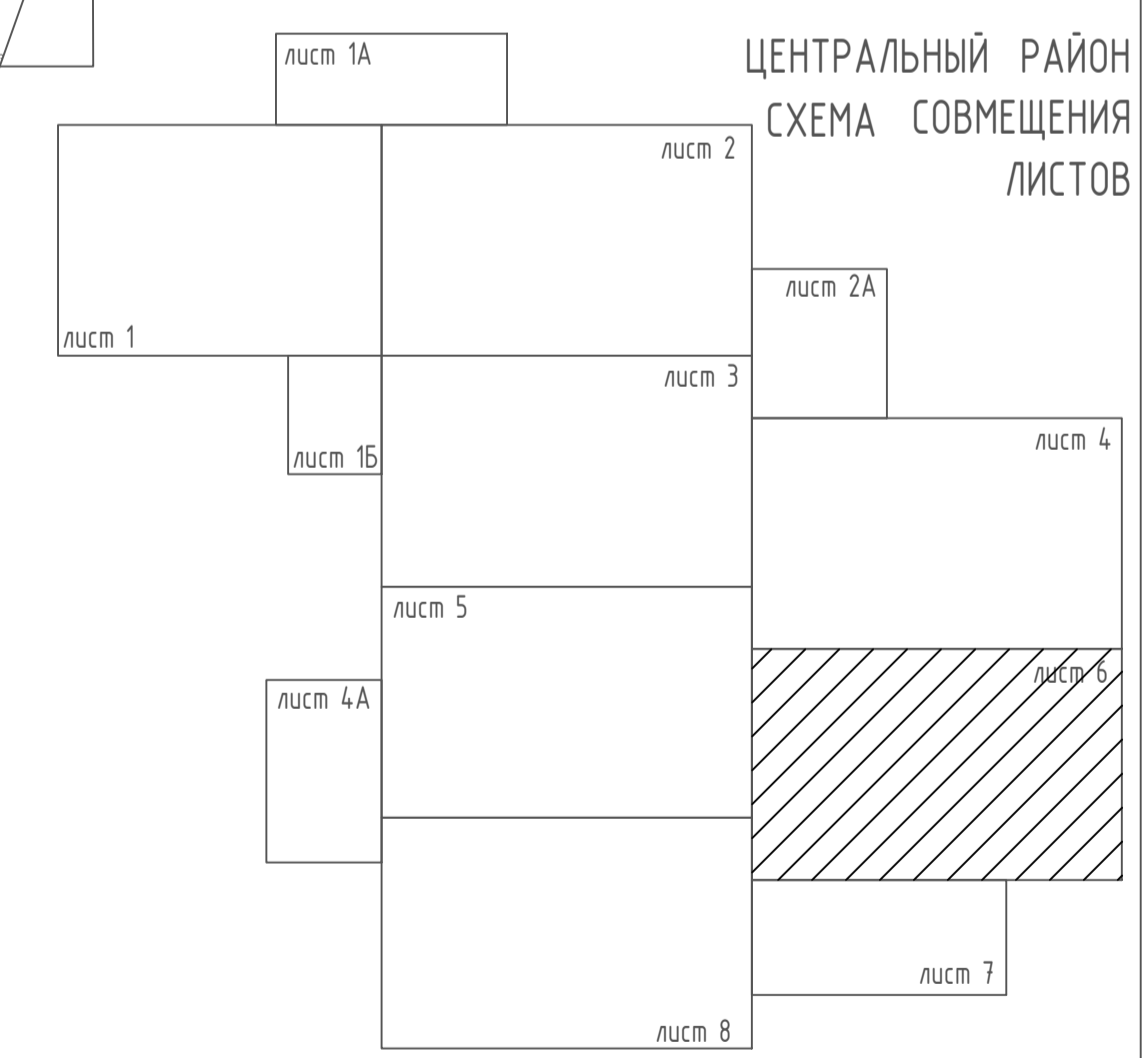 ЦЕНТРАЛЬНЫЙ РАЙОН
СХЕМА СОВМЕЩЕНИЯ
ЛИСТОВ
лист 1А
лист 2
лист 2А
лист 1
лист 3
лист 4
лист 1Б
лист 5
лист 6
лист 4А
лист 7
лист 8